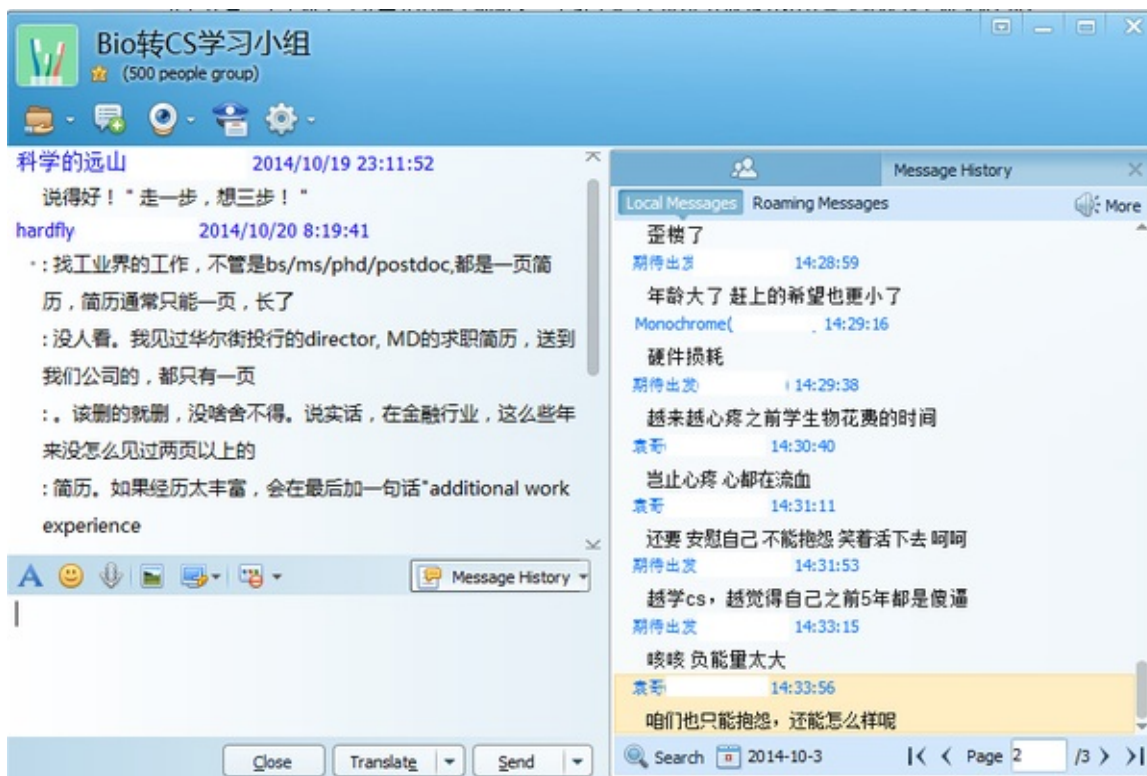 Bio转CS学习小组
(500 people group)
科学的远山 2014/10/19 23:11:52
说得好！"走一步，想三步！"
hardfly 2014/10/20 8:19:41
: 找工业界的工作，不管是bs/ms/phd/postdoc,都是一页简
历，简历通常只能一页，长了
: 没人看。我见过华尔街投行的director, MD的求职简历，送到
我们公司的，都只有一页
: 。该删的就删，没啥舍不得。说实话，在金融行业，这么些年
来没怎么见过两页以上的
: 简历。如果经历太丰富，会在最后加一句话"additional work
experience
Message History
Close
Translate
Send
Message History
Local Messages Roaming Messages More
歪楼了
期待出发 14:28:59
年龄大了 赶上的希望也更小了
Monochrome( 14:29:16
硬件损耗
期待出发 14:29:38
越来越心疼之前学生物花费的时间
袁哥 14:30:40
岂止心疼 心都在流血
袁哥 14:31:11
还要 安慰自己 不能抱怨 笑着活下去 呵呵
期待出发 14:31:53
越学cs，越觉得自己之前5年都是傻逼
期待出发 14:33:15
咳咳 负能量太大
袁哥 14:33:56
咱们也只能抱怨，还能怎么样呢
Search 2014-10-3 Page 2 /3